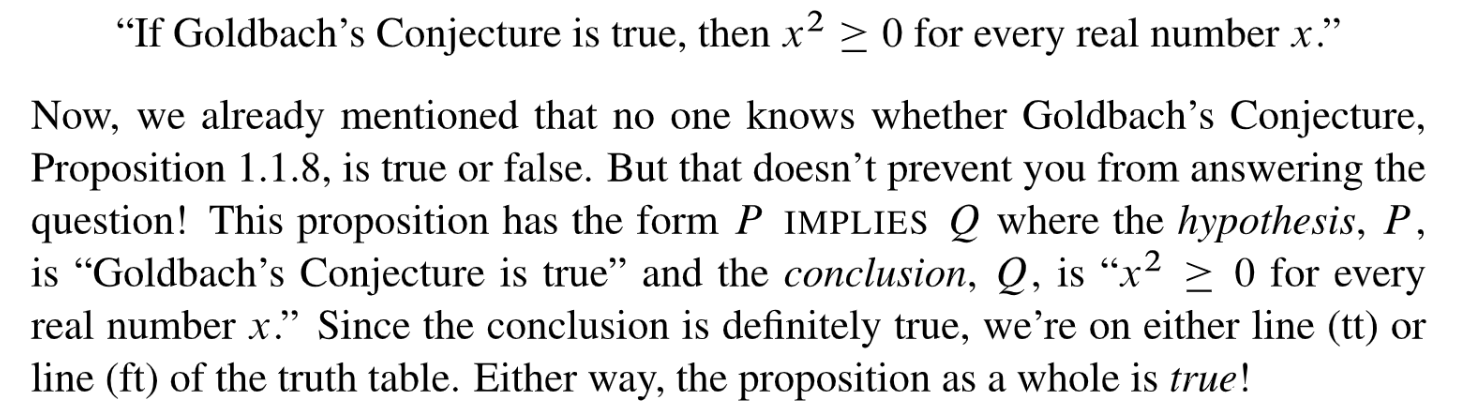 “If Goldbach’s Conjecture is true, then x² ≥ 0 for every real number x.”
Now, we already mentioned that no one knows whether Goldbach’s Conjecture,
Proposition 1.1.8, is true or false. But that doesn’t prevent you from answering the
question! This proposition has the form P IMPLIES Q where the hypothesis, P,
is “Goldbach’s Conjecture is true” and the conclusion, Q, is “x² ≥ 0 for every
real number x.” Since the conclusion is definitely true, we’re on either line (tt) or
line (ft) of the truth table. Either way, the proposition as a whole is true!